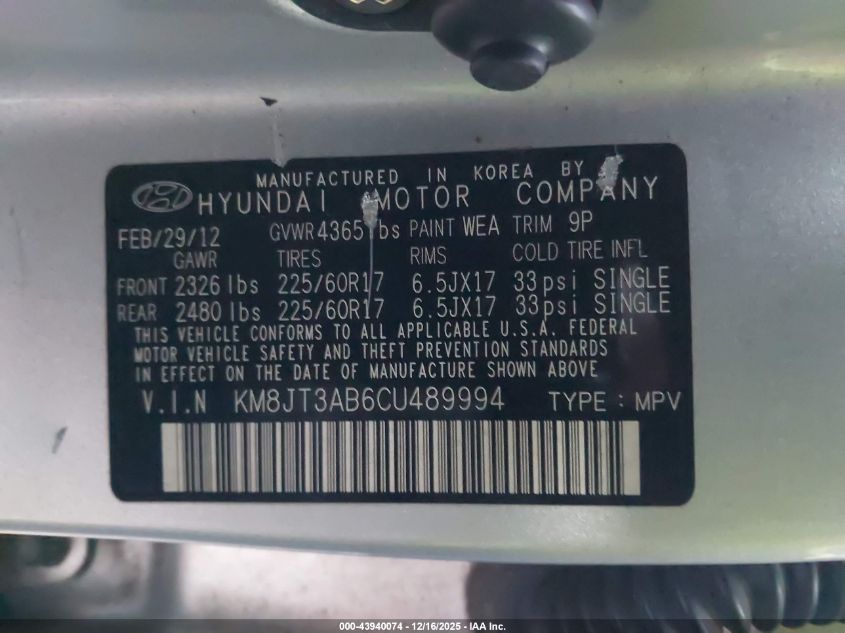 MANUFACTURED IN KOREA BY
HYUNDAI MOTOR COMPANY
FEB/29/12 GVWR 4365 lbs PAINT WEA TRIM 9P
GAWR TIRES RIMS COLD TIRE INFL
FRONT 2326 lbs 225/60R17 6.5JX17 33psi SINGLE
REAR 2480 lbs 225/60R17 6.5JX17 33psi SINGLE
THIS VEHICLE CONFORMS TO ALL APPLICABLE U.S.A. FEDERAL
MOTOR VEHICLE SAFETY AND THEFT PREVENTION STANDARDS
IN EFFECT ON THE DATE OF MANUFACTURE SHOWN ABOVE
V.I.N KM8JT3AB6CU489994 TYPE : MPV
000-43940074 - 12/16/2025 - IAA Inc.